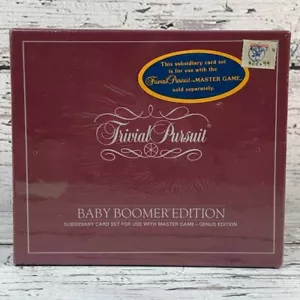 This subsidiary card set
is for use with the
Trivial Pursuit MASTER GAME,
sold separately.
Trivial Pursuit
BABY BOOMER EDITION
SUBSIDIARY CARD SET FOR USE WITH MASTER GAME — GENUS EDITION